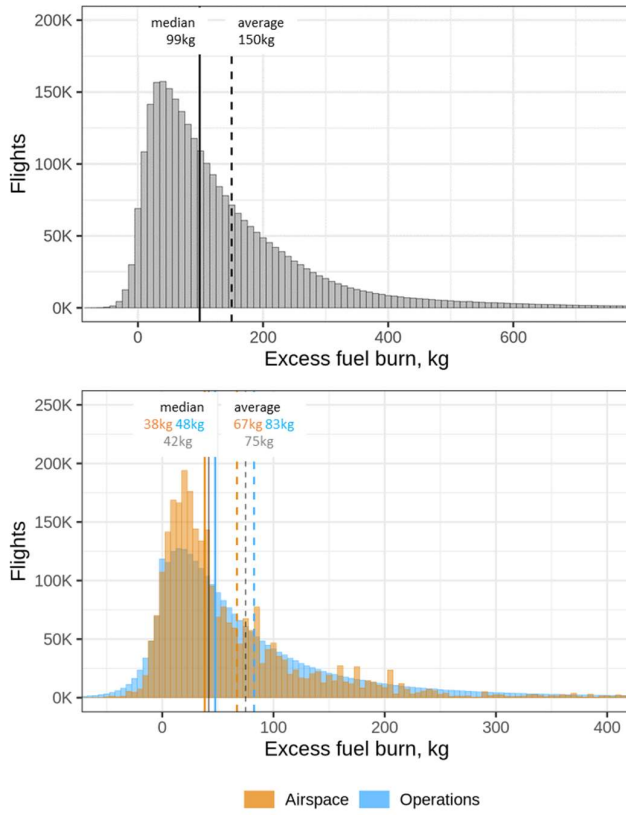 200K
150K
100K
50K
0K
Flights
median
99kg
average
150kg
0
200
400
600
Excess fuel burn, kg
250K
200K
150K
100K
50K
0K
Flights
median
38kg 48kg
42kg
average
67kg 83kg
75kg
0
100
200
300
400
Excess fuel burn, kg
Airspace
Operations